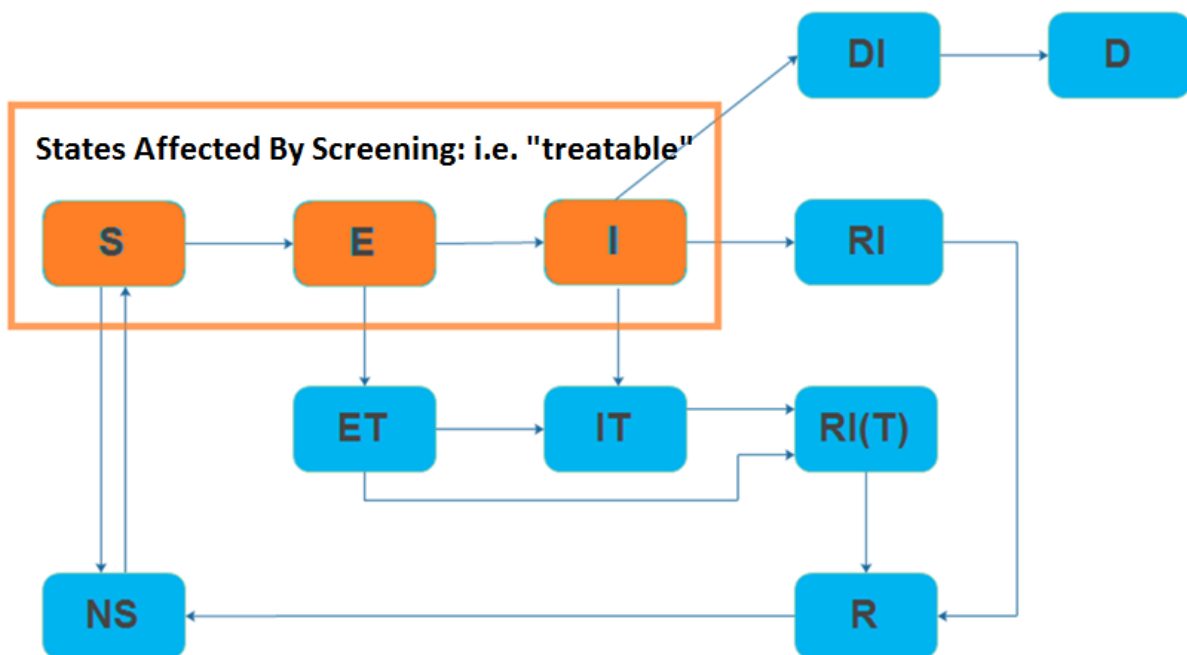 DI
D
States Affected By Screening: i.e. "treatable"
S
E
I
RI
ET
IT
RI(T)
NS
R